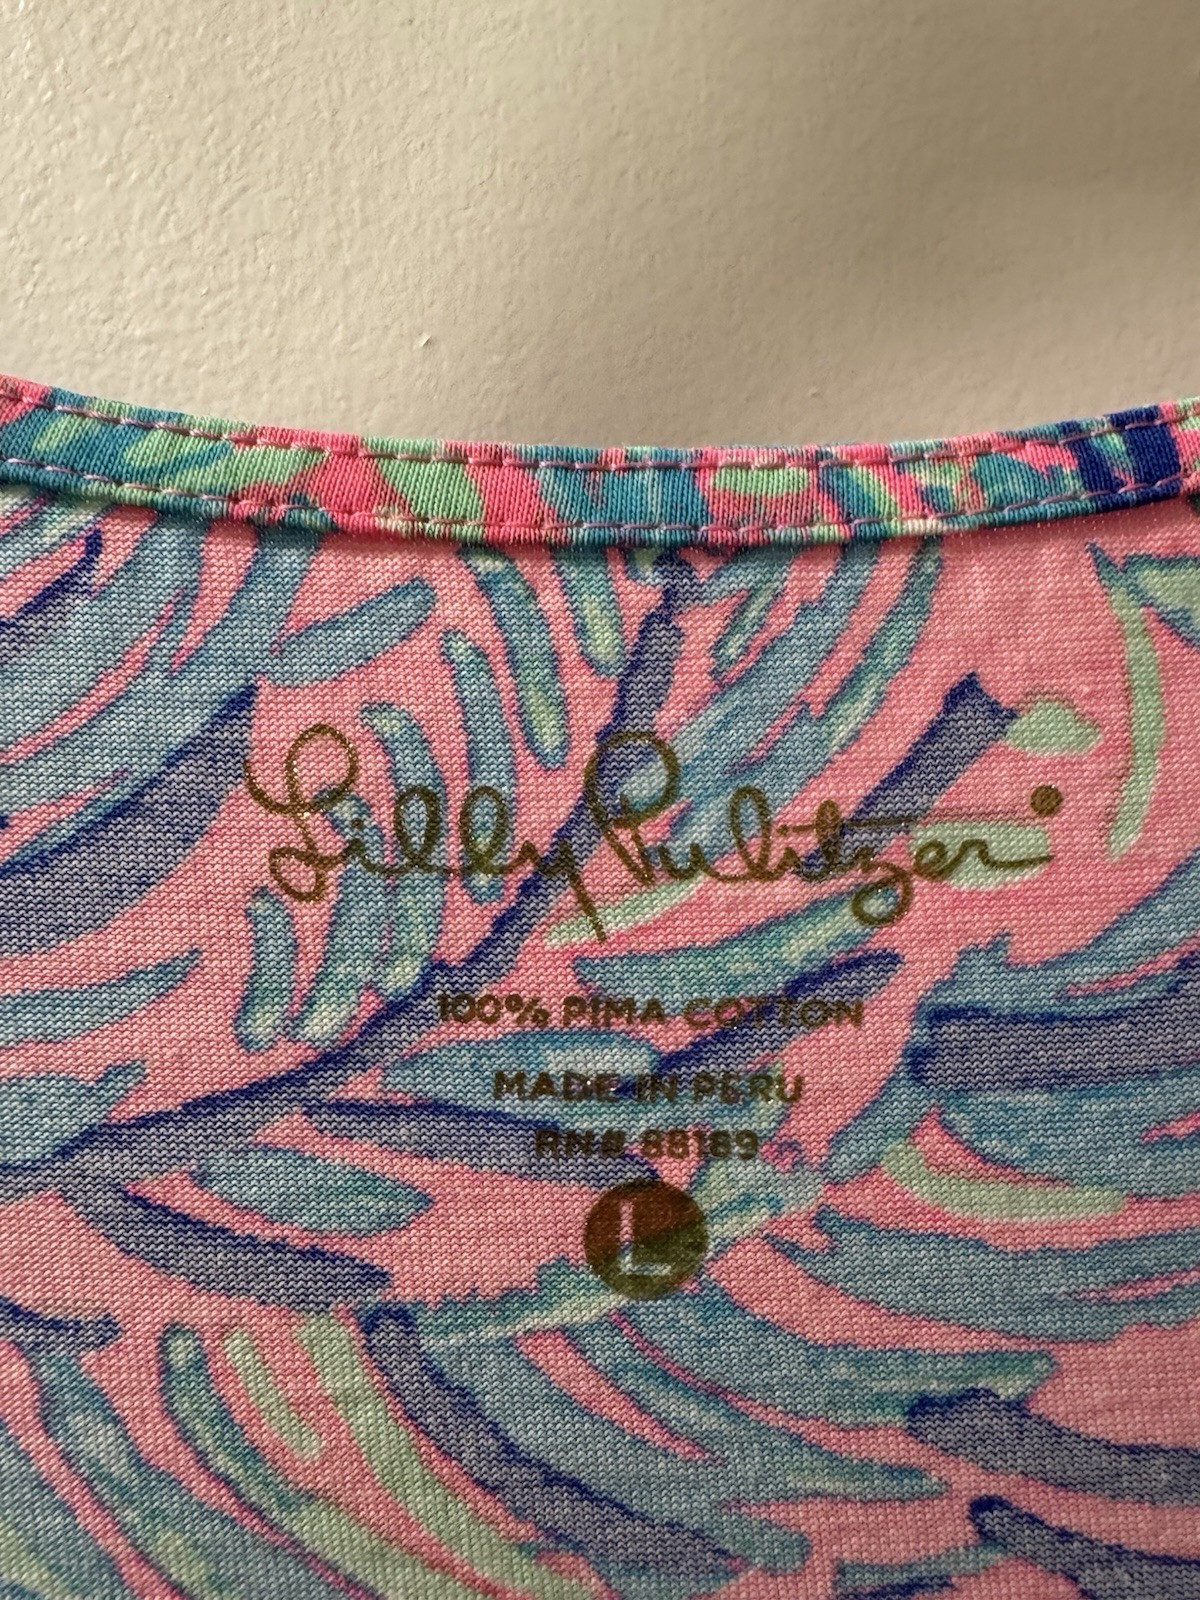 Lilly Pulitzer
100% PIMA COTTON
MADE IN PERU
RN# 88189
L